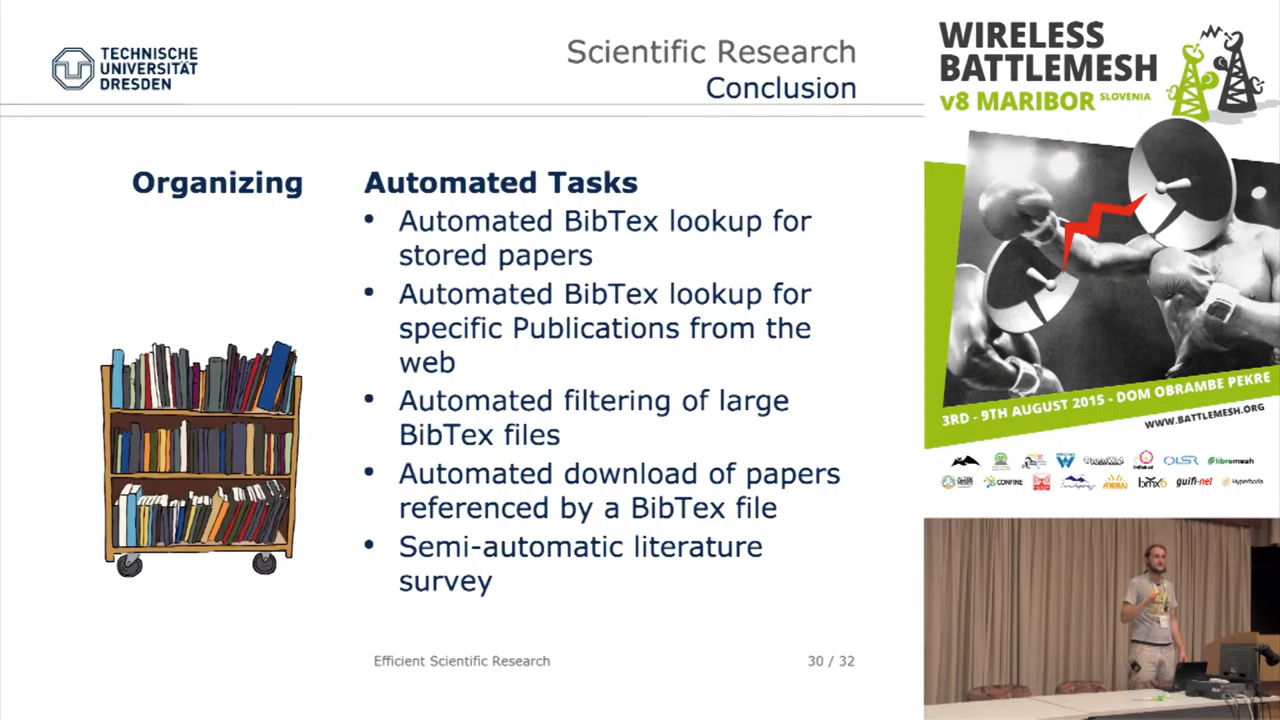 TECHNISCHE
UNIVERSITÄT
DRESDEN
Scientific Research
Conclusion
Organizing
Automated Tasks
• Automated BibTex lookup for
stored papers
• Automated BibTex lookup for
specific Publications from the
web
• Automated filtering of large
BibTex files
• Automated download of papers
referenced by a BibTex file
• Semi-automatic literature
survey
Efficient Scientific Research
30 / 32
WIRELESS
BATTLEMESH
v8 MARIBOR SLOVENIA
3RD - 9TH AUGUST 2015 - DOM OBRAMBE PEKRE
WWW.BATTLEMESH.ORG
OLSR
libremesh
CONFINE
AWMN
bmx6
guifi·net
Hyperboria